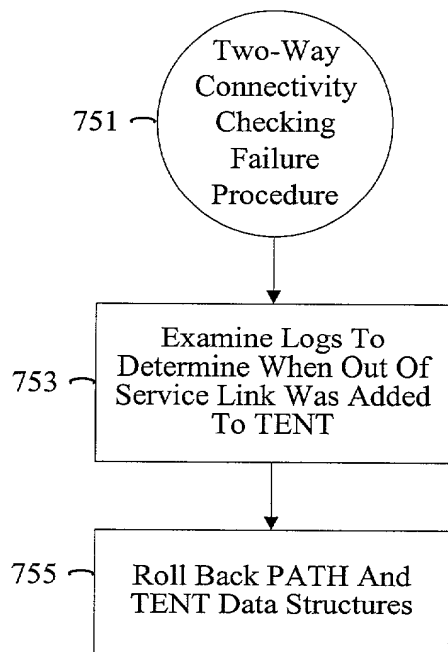 Two-Way
Connectivity
751
Checking
Failure
Procedure
Examine Logs To
Determine When Out Of
753
Service Link Was Added
To TENT
755
Roll Back PATH And
TENT Data Structures